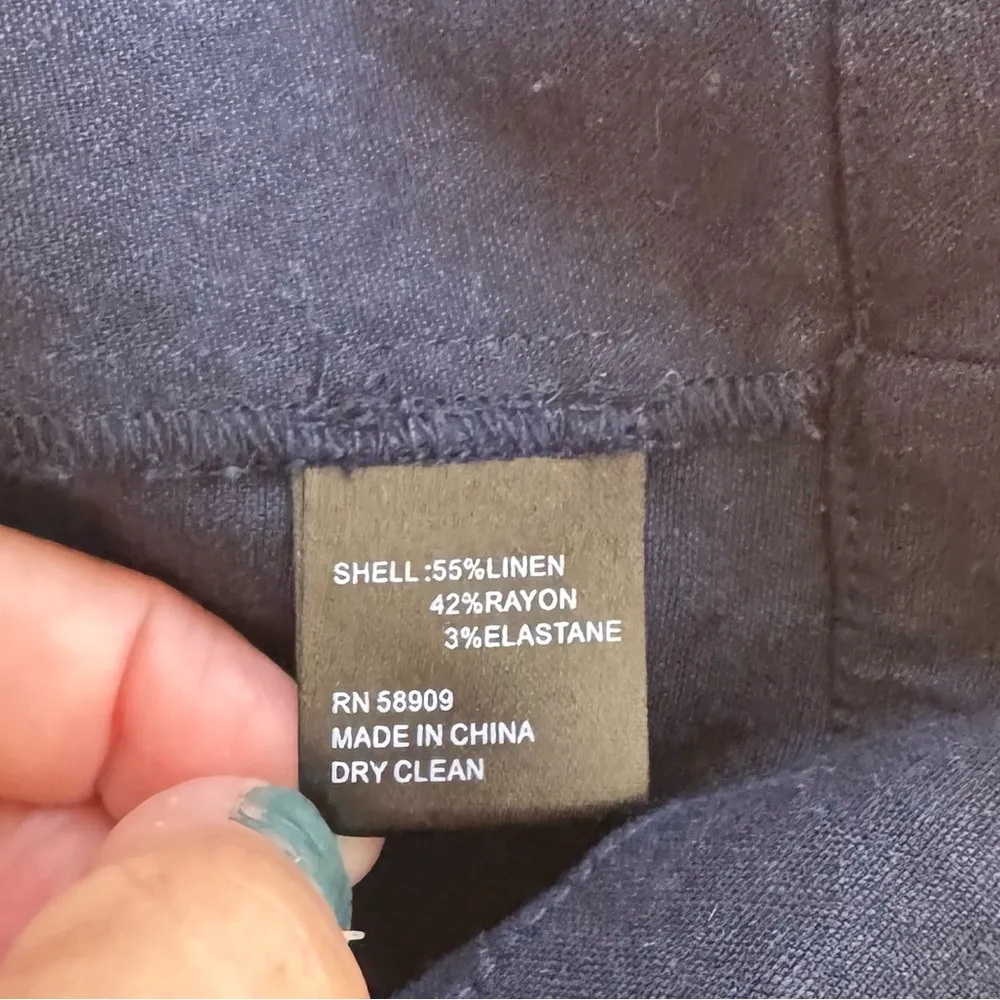 SHELL:55%LINEN
42%RAYON
3%ELASTANE
RN 58909
MADE IN CHINA
DRY CLEAN